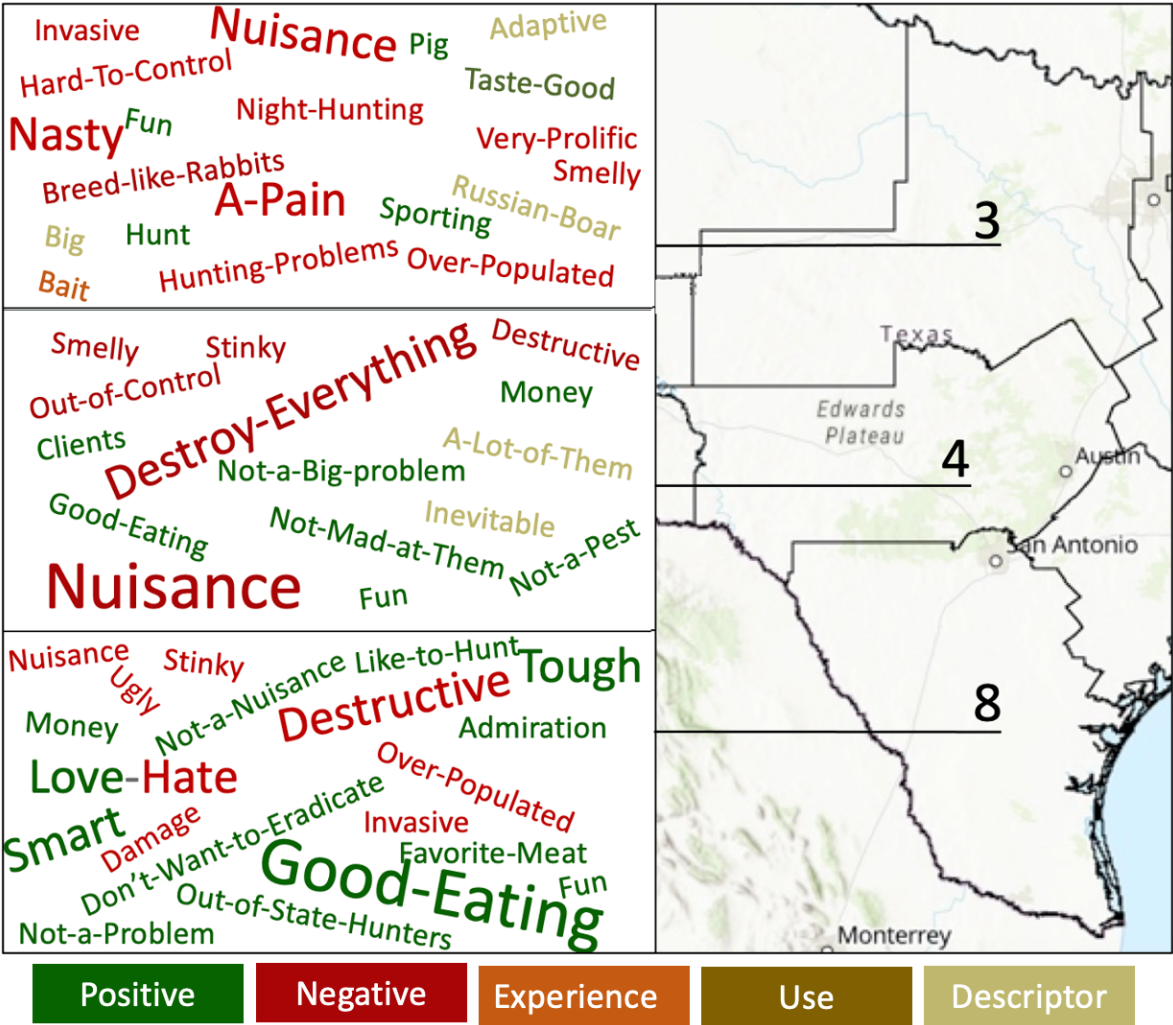 Invasive
Nuisance
Pig
Adaptive
Hard-To-Control
Taste-Good
Night-Hunting
Nasty
Fun
Very-Prolific
Smelly
Breed-like-Rabbits
A-Pain
Russian-Boar
Sporting
Big
Hunt
Hunting-Problems
Over-Populated
Bait
Smelly
Stinky
Destroy-Everything
Destructive
Out-of-Control
Money
Clients
Not-a-Big-problem
A-Lot-of-Them
Good-Eating
Not-Mad-at-Them
Inevitable
Not-a-Pest
Nuisance
Fun
Nuisance
Stinky
Ugly
Not-a-Nuisance
Like-to-Hunt
Tough
Destructive
Money
Admiration
Love-Hate
Over-Populated
Smart
Damage
Don't-Want-to-Eradicate
Invasive
Favorite-Meat
Good-Eating
Fun
Out-of-State-Hunters
Not-a-Problem
3
Texas
Edwards
Plateau
4
Austin
San Antonio
8
Monterrey
Positive
Negative
Experience
Use
Descriptor